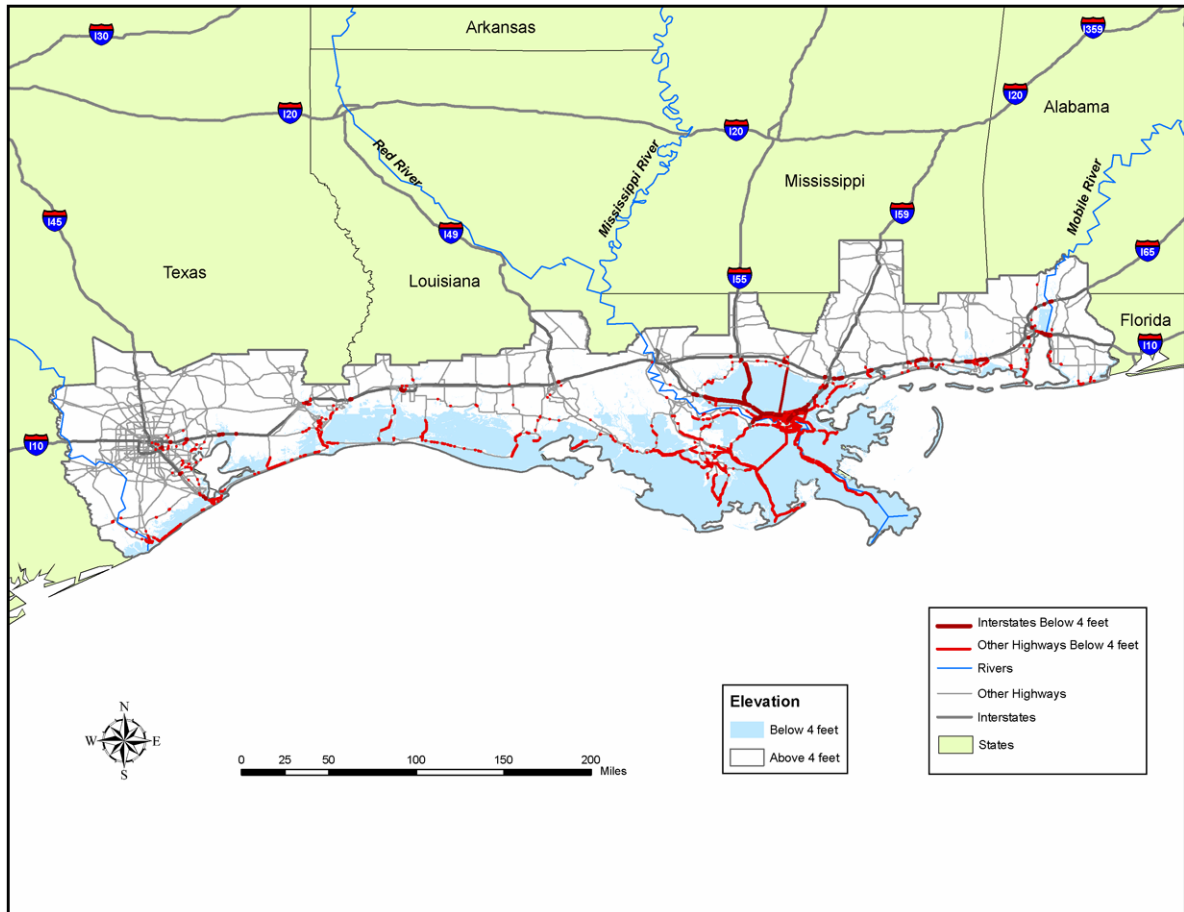 Arkansas
I30
I359
I20
I20
I20
Alabama
Red River
Mississippi River
Mississippi
Mobile River
I45
I49
I59
I65
Texas
Louisiana
I55
Florida
I10
I10
Interstates Below 4 feet
Other Highways Below 4 feet
Rivers
Other Highways
Interstates
States
Elevation
Below 4 feet
Above 4 feet
N
W E
S
0 25 50 100 150 200
Miles